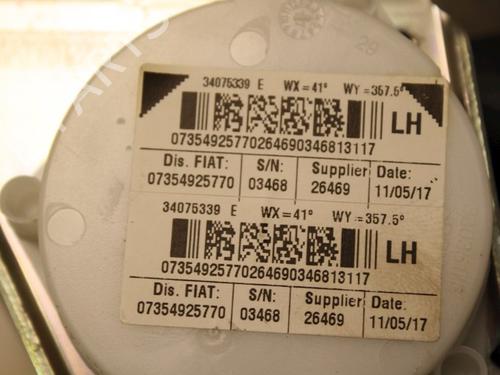 34075339 E WX=41° WY=357.5°
LH
07354925770264690346813117
Dis. FIAT: S/N: Supplier Date:
07354925770 03468 26469 11/05/17
34075339 E WX=41° WY=357.5°
LH
07354925770264690346813117
Dis. FIAT: S/N: Supplier Date:
07354925770 03468 26469 11/05/17